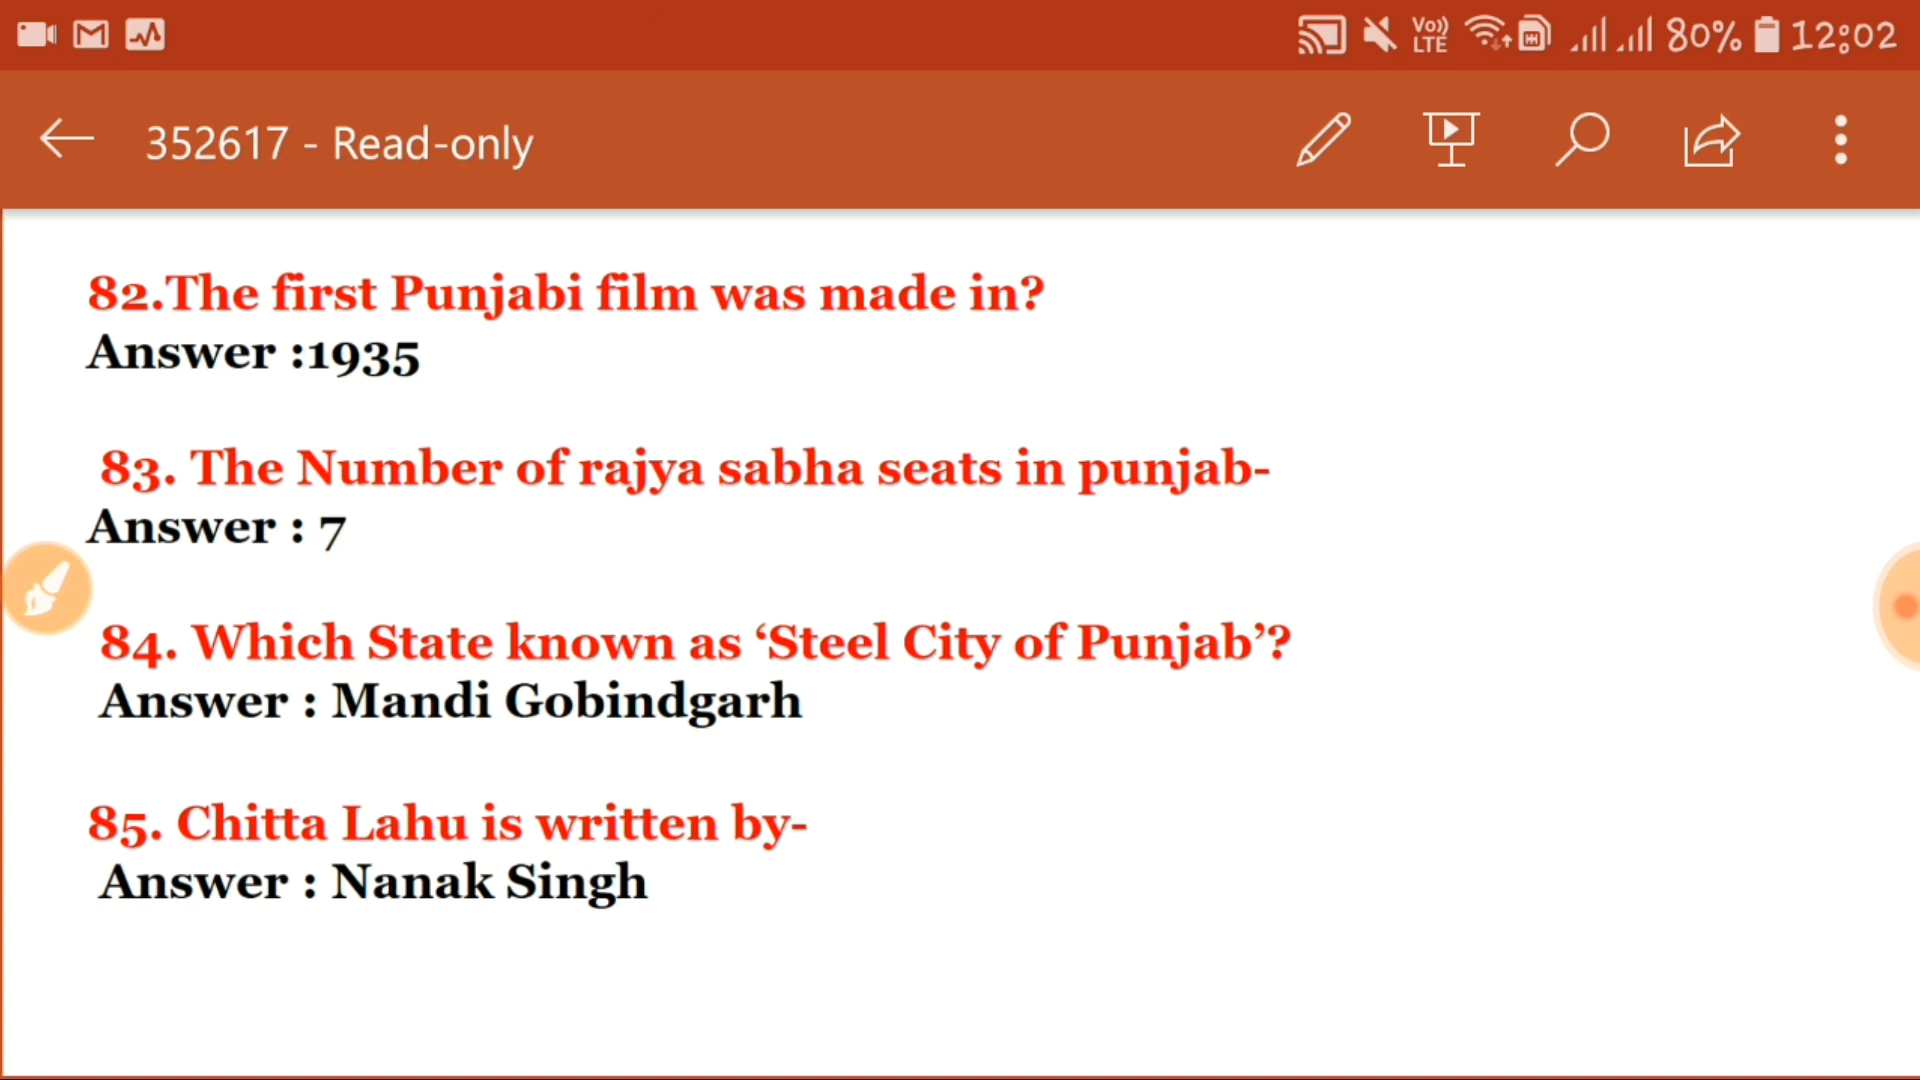 Vo)) LTE 80% 12:02
352617 - Read-only
82.The first Punjabi film was made in?
Answer :1935
83. The Number of rajya sabha seats in punjab-
Answer : 7
84. Which State known as ‘Steel City of Punjab’?
Answer : Mandi Gobindgarh
85. Chitta Lahu is written by-
Answer : Nanak Singh